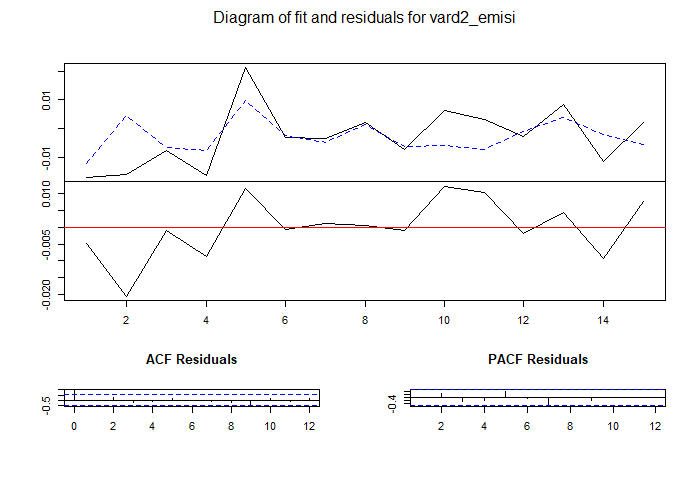 Diagram of fit and residuals for vard2_emisi
0.01
-0.01
0.010
-0.005
-0.020
2 4 6 8 10 12 14
ACF Residuals PACF Residuals
-0.5 -0.4
0 2 4 6 8 10 12 2 4 6 8 10 12